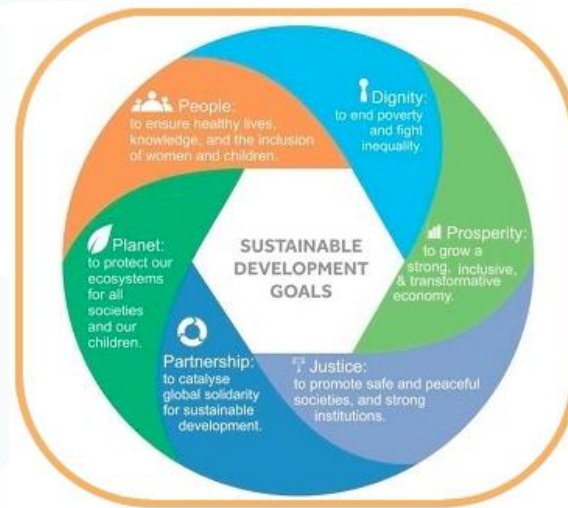 People:
to ensure healthy lives,
knowledge, and the inclusion
of women and children.
Dignity:
to end poverty
and fight
inequality.
Prosperity:
to grow a
strong, inclusive,
& transformative
economy.
Justice:
to promote safe and peaceful
societies, and strong
institutions.
Partnership:
to catalyse
global solidarity
for sustainable
development.
Planet:
to protect our
ecosystems
for all
societies
and our
children.
SUSTAINABLE
DEVELOPMENT
GOALS